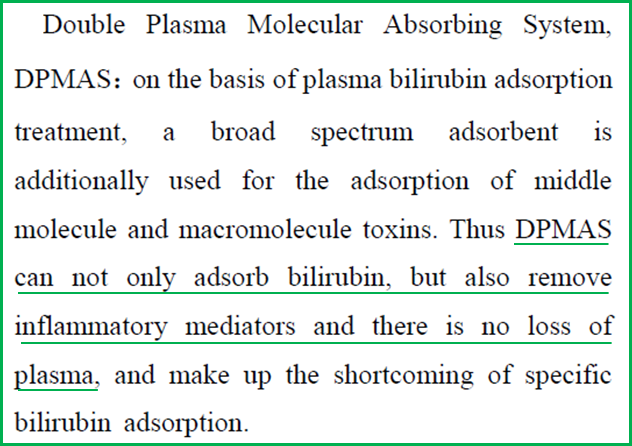 Double Plasma Molecular Absorbing System,
DPMAS：on the basis of plasma bilirubin adsorption
treatment, a broad spectrum adsorbent is
additionally used for the adsorption of middle
molecule and macromolecule toxins. Thus DPMAS
can not only adsorb bilirubin, but also remove
inflammatory mediators and there is no loss of
plasma, and make up the shortcoming of specific
bilirubin adsorption.